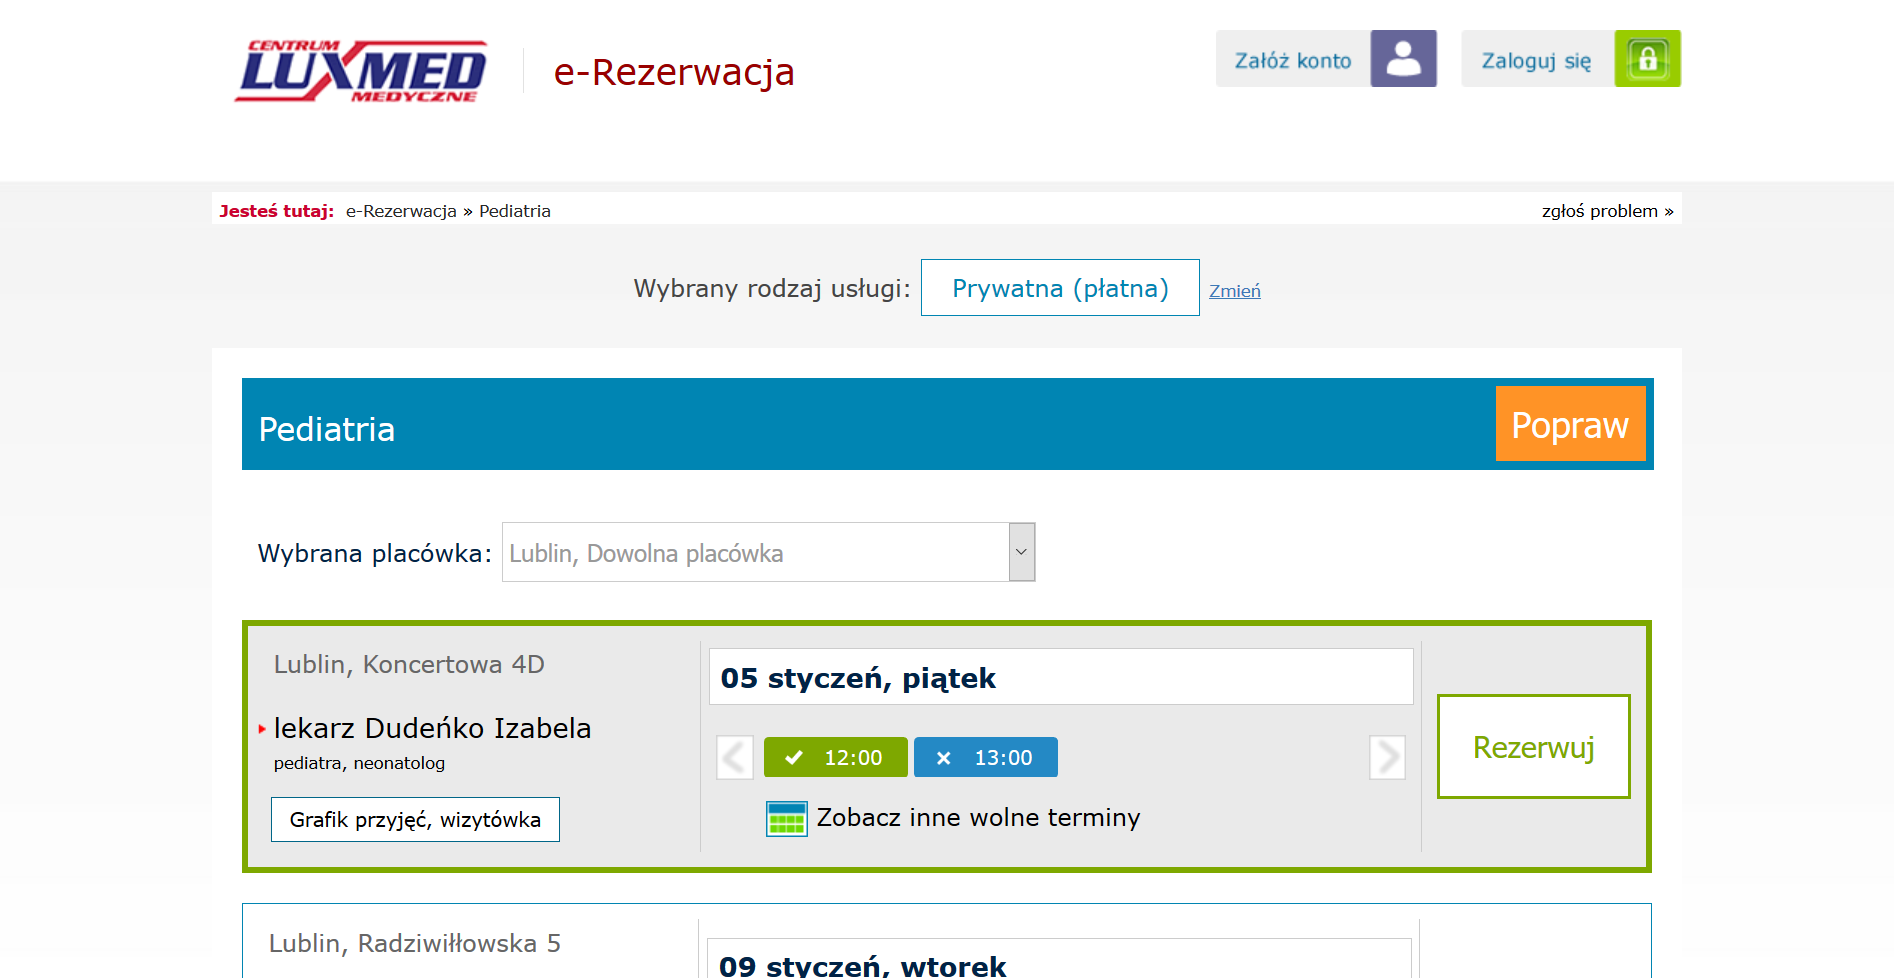 CENTRUM
LUXMED
MEDYCZNE
e-Rezerwacja
Załóż konto
Zaloguj się
Jesteś tutaj: e-Rezerwacja » Pediatria
zgłoś problem »
Wybrany rodzaj usługi: Prywatna (płatna) Zmień
Pediatria
Popraw
Wybrana placówka: Lublin, Dowolna placówka
Lublin, Koncertowa 4D
lekarz Dudeńko Izabela
pediatra, neonatolog
Grafik przyjęć, wizytówka
05 styczeń, piątek
12:00
13:00
Zobacz inne wolne terminy
Rezerwuj
Lublin, Radziwiłłowska 5
09 styczeń, wtorek